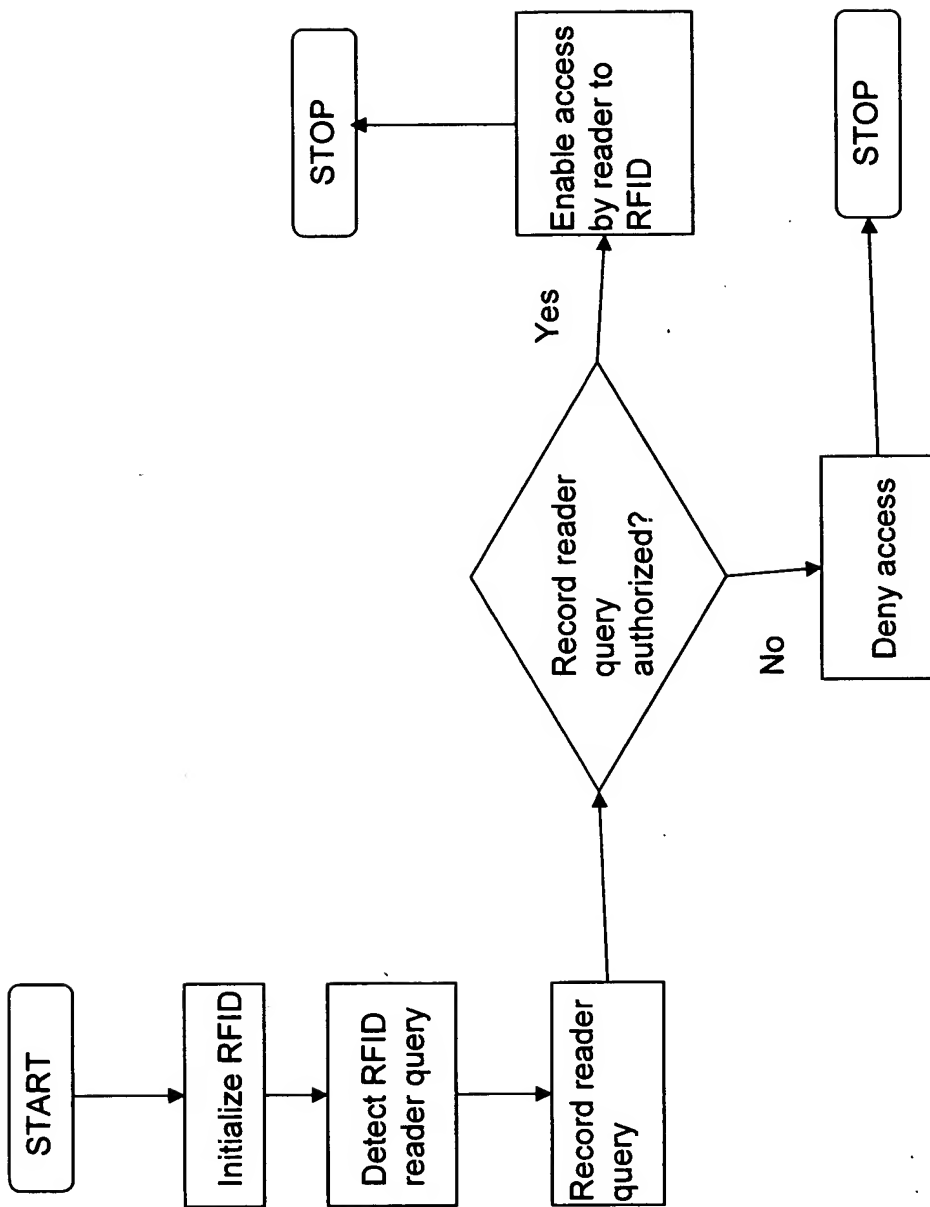 START
Initialize RFID
Detect RFID
reader query
Record reader
query
Record reader
query
authorized?
Yes
Enable access
by reader to
RFID
STOP
No
Deny access
STOP